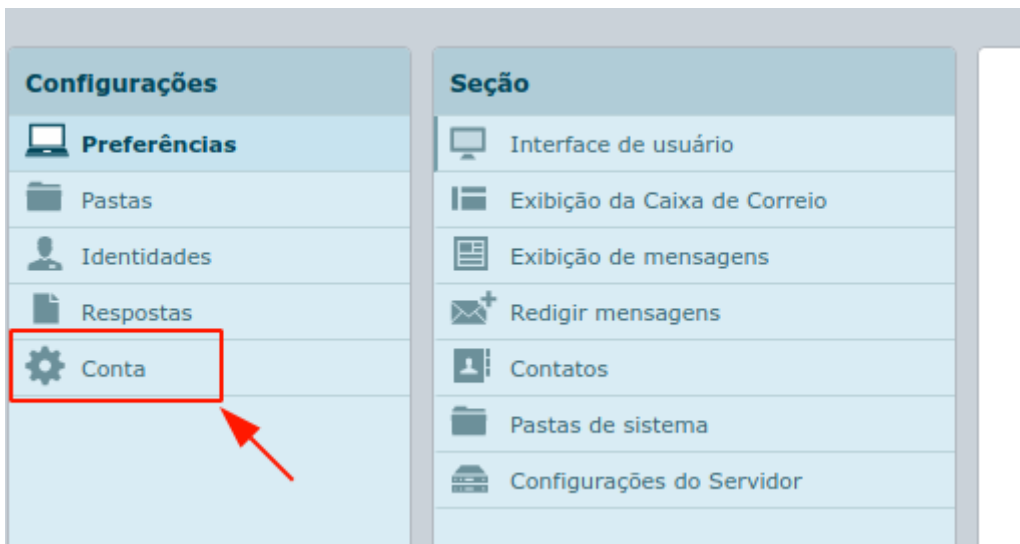 Configurações
Preferências
Pastas
Identidades
Respostas
Conta
Seção
Interface de usuário
Exibição da Caixa de Correio
Exibição de mensagens
Redigir mensagens
Contatos
Pastas de sistema
Configurações do Servidor